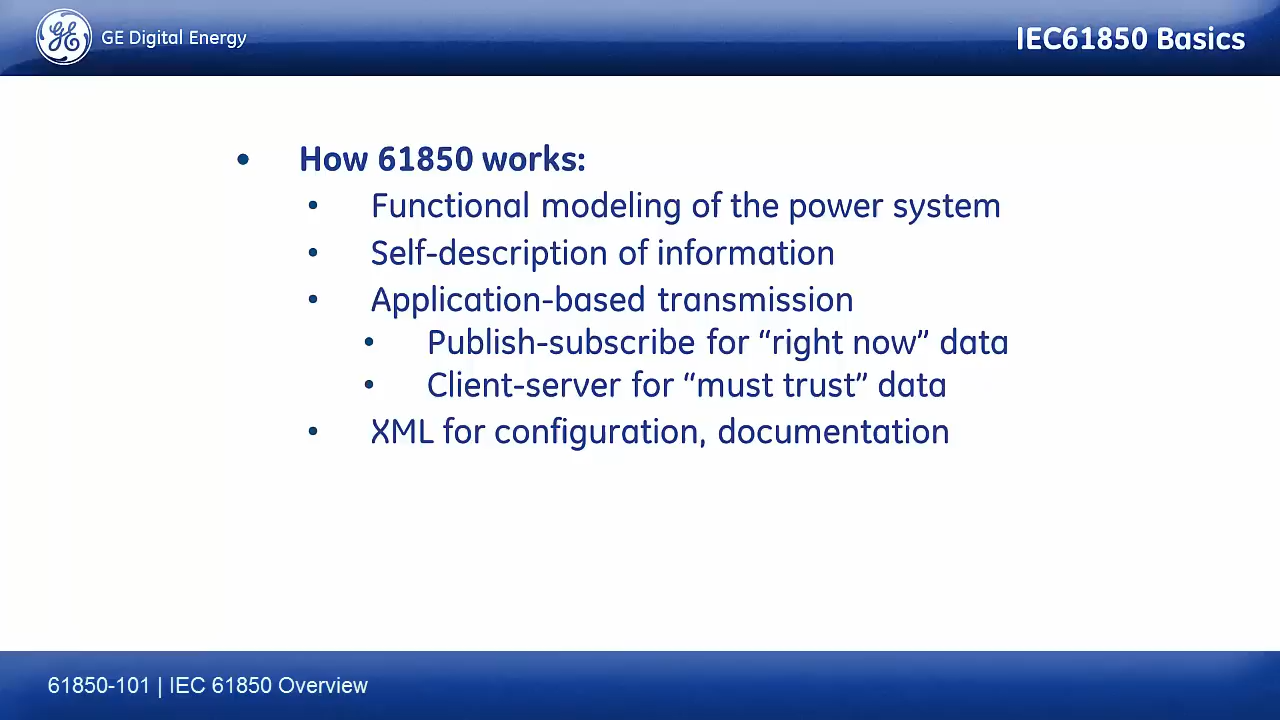 GE Digital Energy
IEC61850 Basics
• How 61850 works:
• Functional modeling of the power system
• Self-description of information
• Application-based transmission
• Publish-subscribe for “right now” data
• Client-server for “must trust” data
• XML for configuration, documentation
61850-101 | IEC 61850 Overview